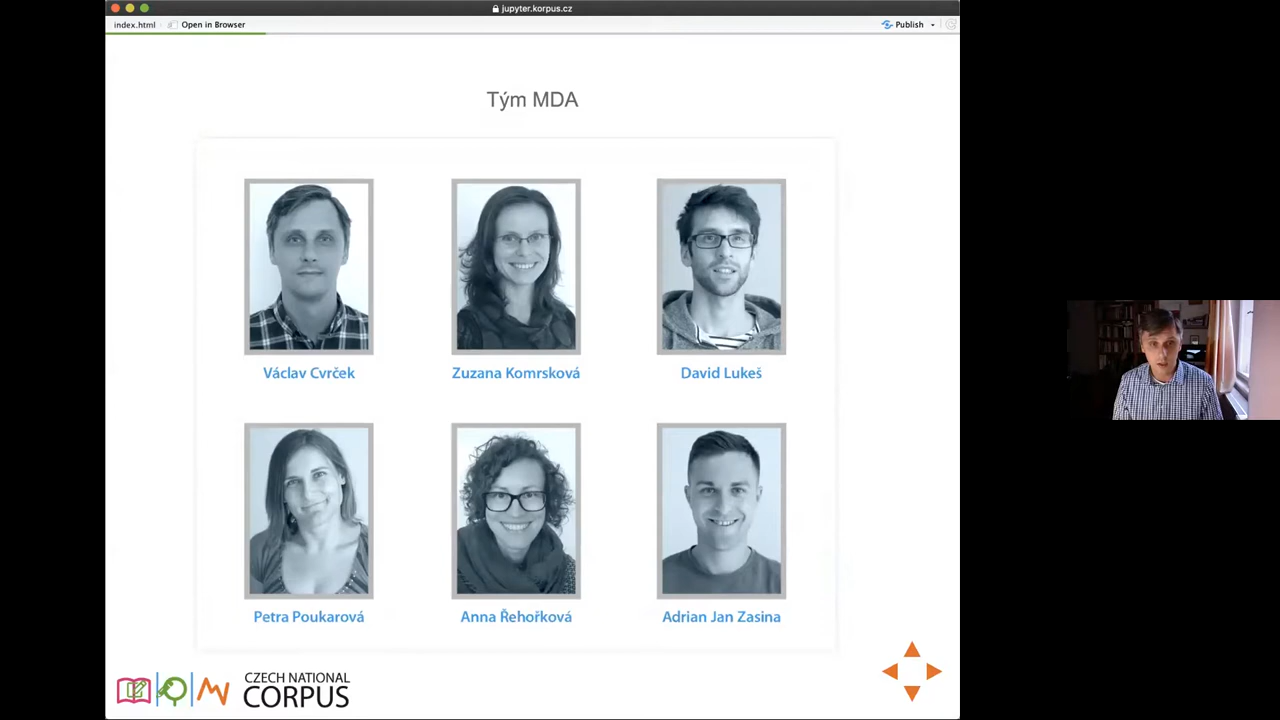 jupyter.korpus.cz
index.html Open in Browser Publish
Tým MDA
Václav Cvrček Zuzana Komrsková David Lukeš
Petra Poukarová Anna Řehořková Adrian Jan Zasina
CZECH NATIONAL
CORPUS